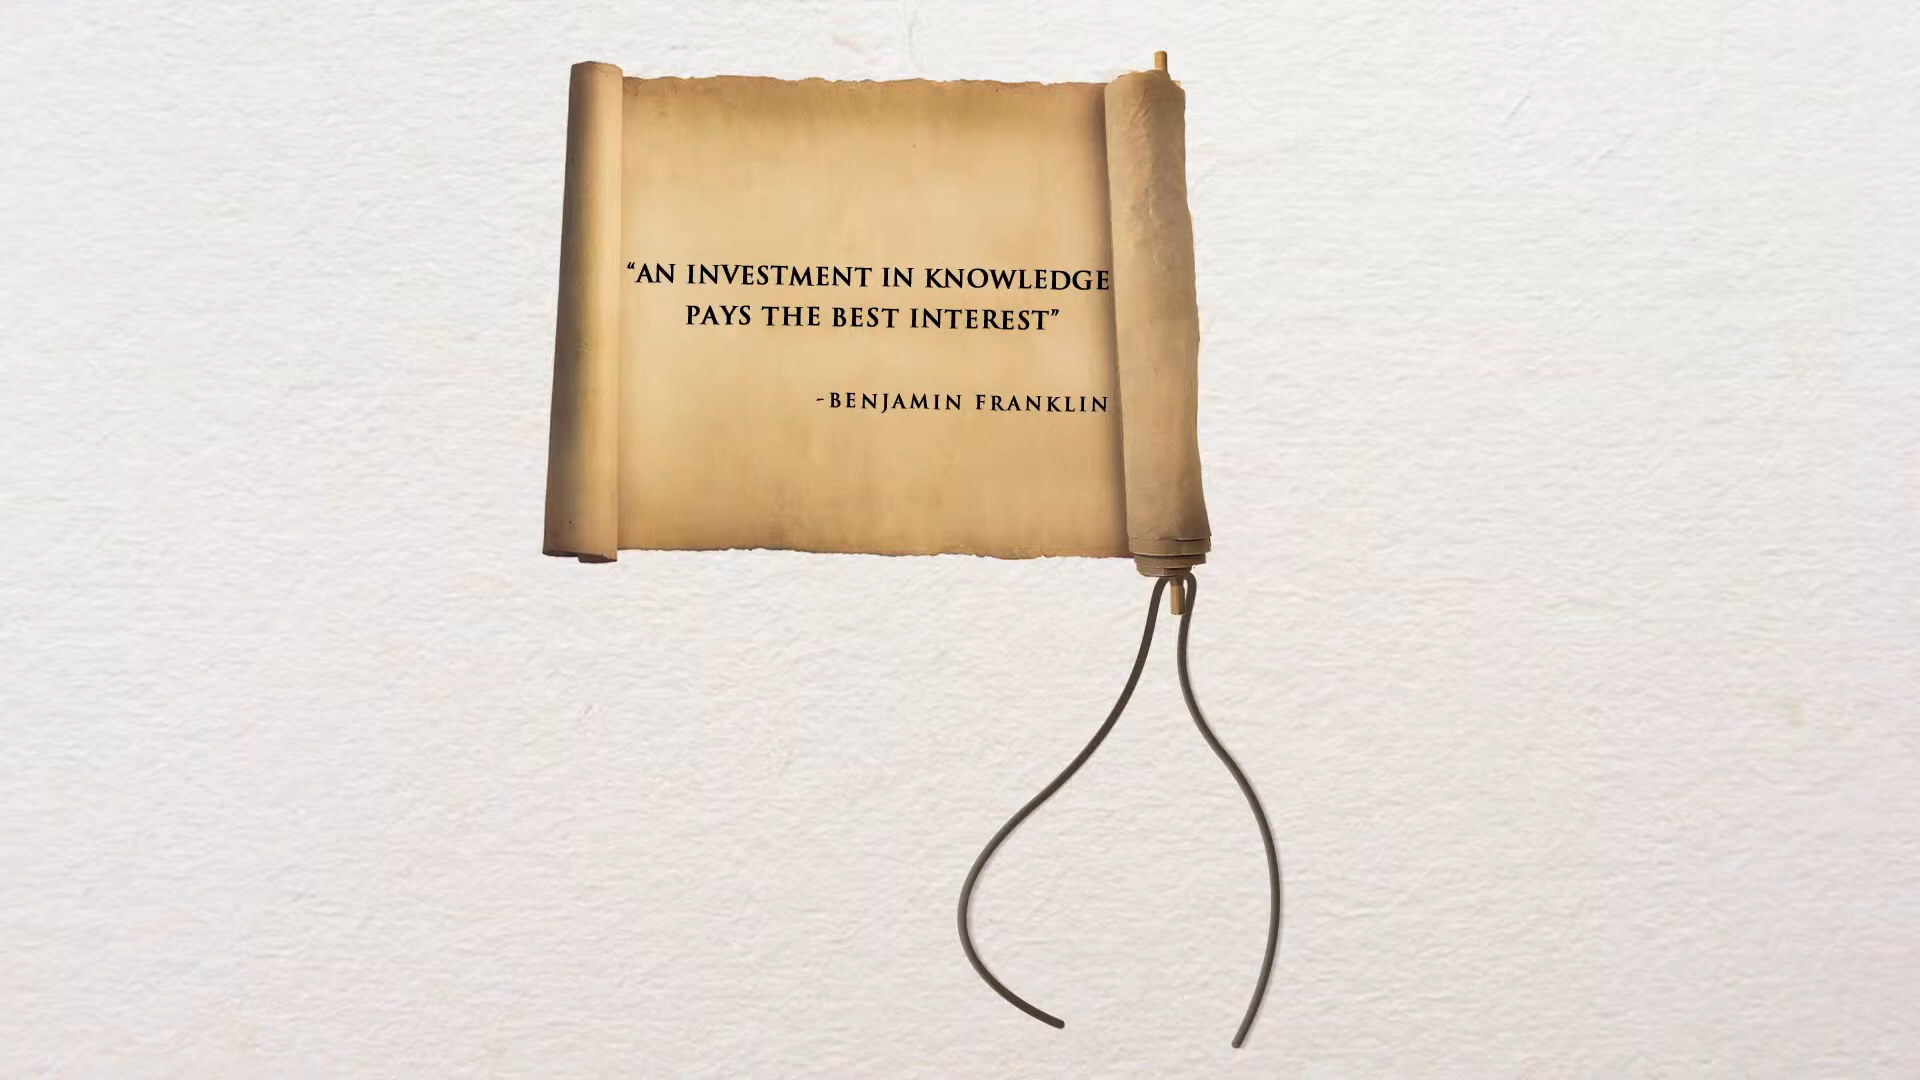 “AN INVESTMENT IN KNOWLEDGE
PAYS THE BEST INTEREST”
-BENJAMIN FRANKLIN